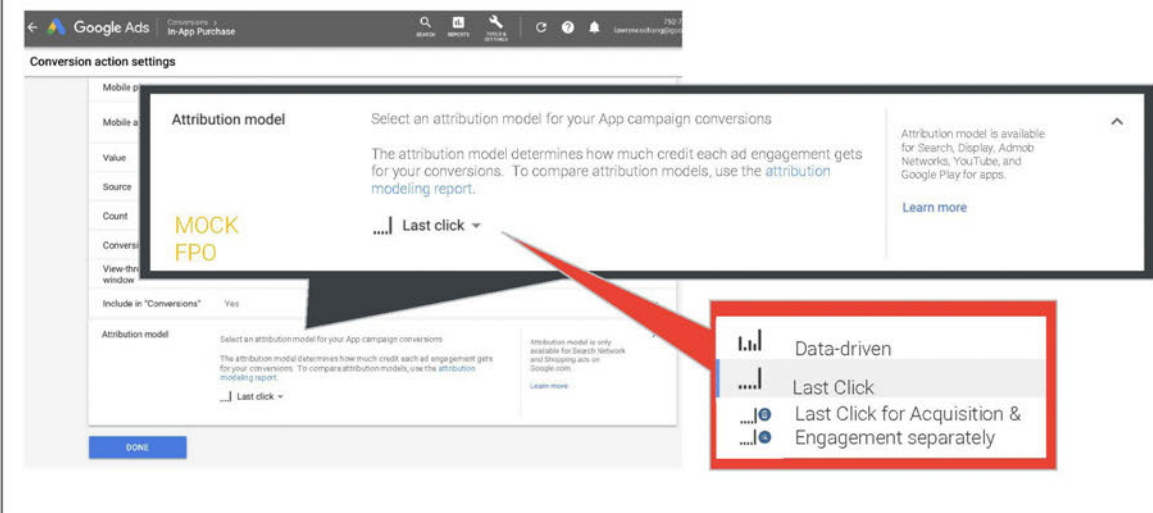 Google Ads
Conversions >
In-App Purchase
SEARCH
REPORTS
TOOLS &
SETTINGS
Conversion action settings
Mobile p
Mobile a
Value
Source
Count
Conversi
View-thr
window
Include in "Conversions" Yes
Attribution model
Select an attribution model for your App campaign conversions
The attribution model determines how much credit each ad engagement gets
for your conversions. To compare attribution models, use the attribution
modeling report.
Last click
Attribution model is only
available for Search Network
and Shopping ads on
Google.com.
Learn more
DONE
Attribution model
Select an attribution model for your App campaign conversions
The attribution model determines how much credit each ad engagement gets
for your conversions. To compare attribution models, use the attribution
modeling report.
Last click
MOCK
FPO
Attribution model is available
for Search, Display, Admob
Networks, YouTube, and
Google Play for apps.
Learn more
Data-driven
Last Click
Last Click for Acquisition &
Engagement separately